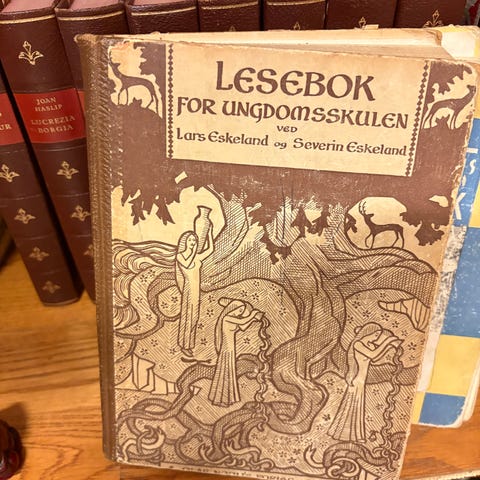 LESEBOK
FOR UNGDOMSSKULEN
VED
Lars Eskeland og Severin Eskeland
JOAN
HASLIP
LUCREZIA
BORGIA